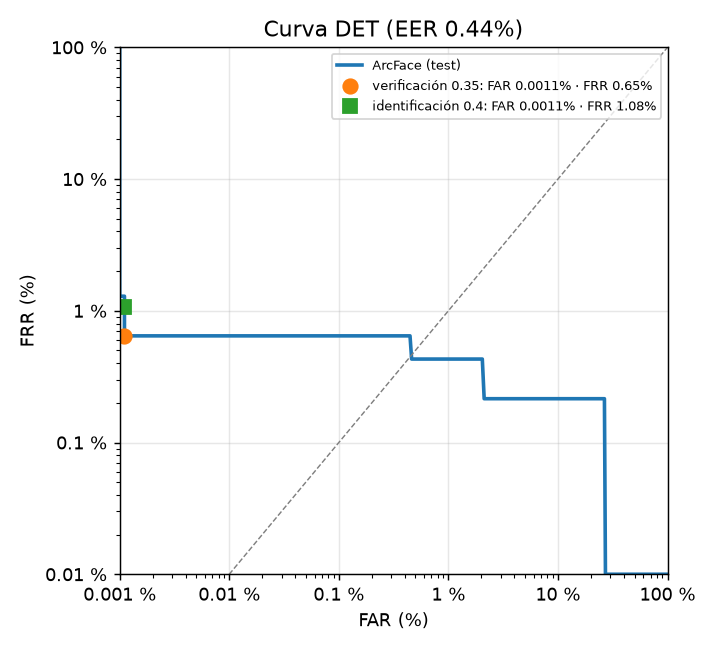 Curva DET (EER 0.44%)
ArcFace (test)
verificación 0.35: FAR 0.0011% · FRR 0.65%
identificación 0.4: FAR 0.0011% · FRR 1.08%
100 %
10 %
1 %
0.1 %
0.01 %
FRR (%)
0.001 % 0.01 % 0.1 % 1 % 10 % 100 %
FAR (%)